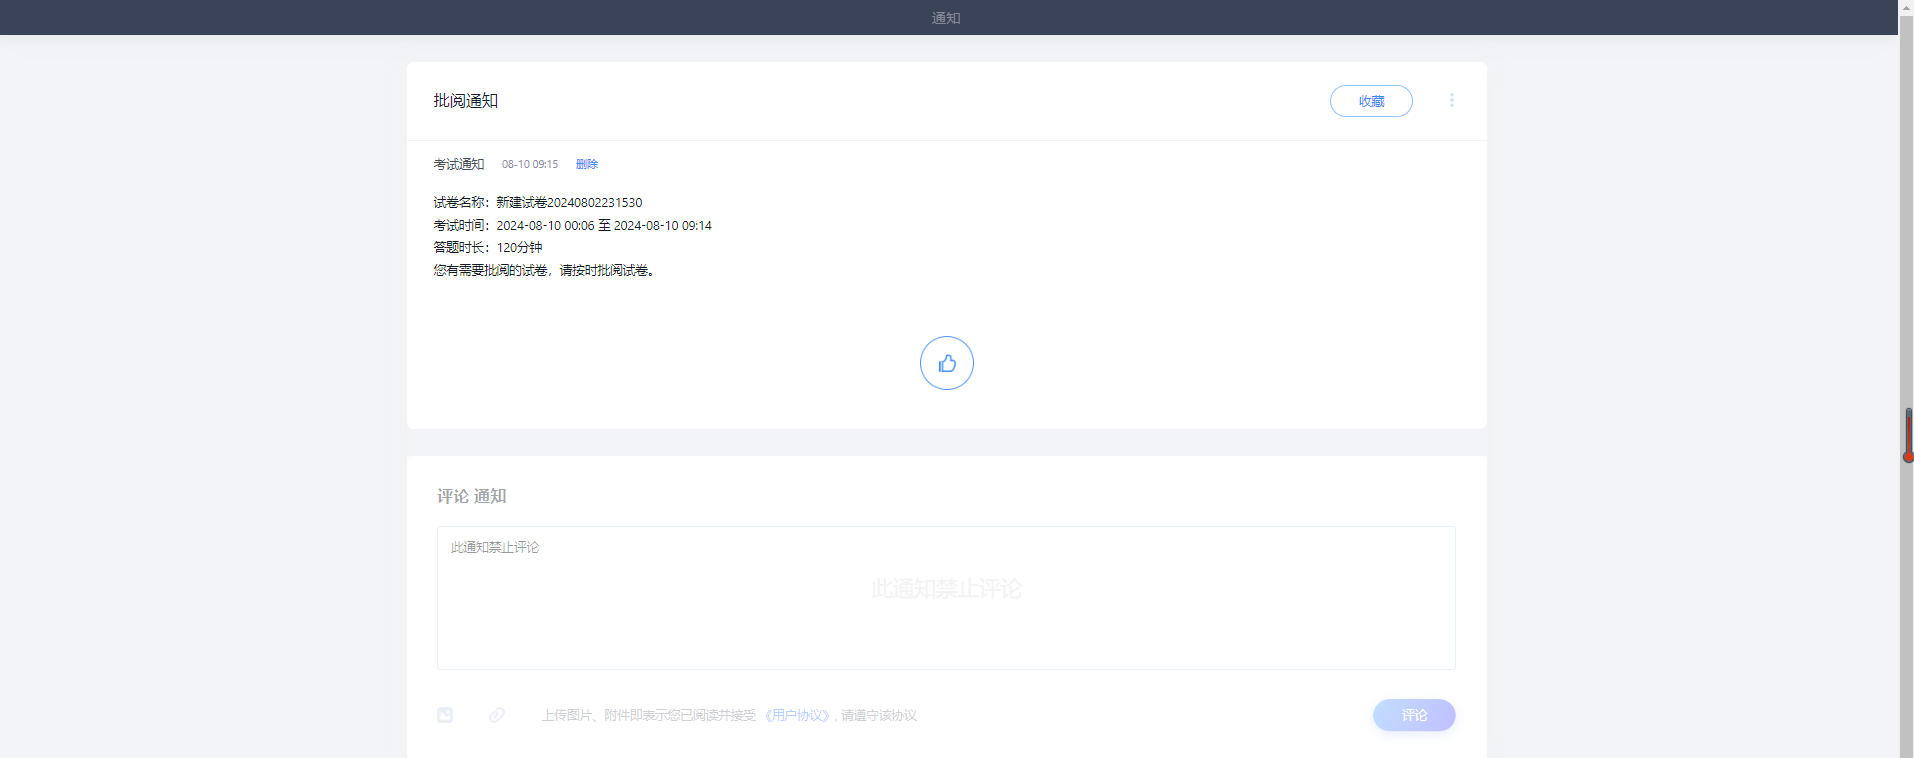 通知
批阅通知
收藏
考试通知 08-10 09:15 删除
试卷名称：新建试卷20240802231530
考试时间：2024-08-10 00:06 至 2024-08-10 09:14
答题时长：120分钟
您有需要批阅的试卷，请按时批阅试卷。
评论 通知
此通知禁止评论
此通知禁止评论
上传图片、附件即表示您已阅读并接受 《用户协议》, 请遵守该协议
评论